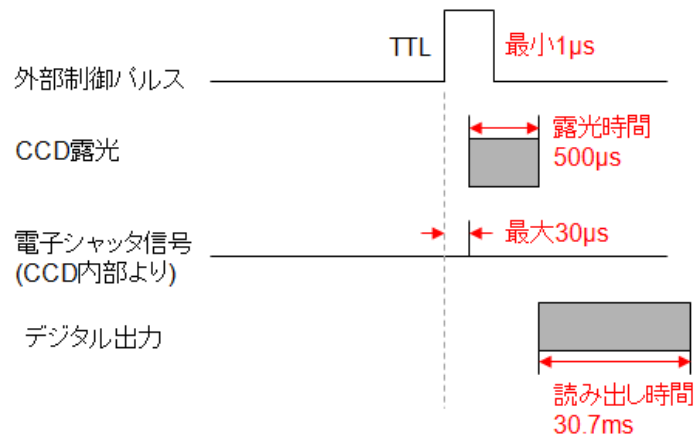 TTL
最小1μs
外部制御パルス
露光時間
500μs
CCD露光
最大30μs
電子シャッタ信号
(CCD内部より)
デジタル出力
読み出し時間
30.7ms